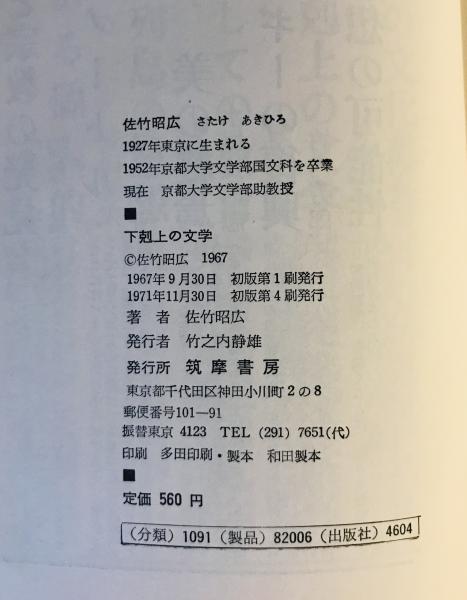 佐竹昭広　さたけ　あきひろ
1927年東京に生まれる
1952年京都大学文学部国文科を卒業
現在　京都大学文学部助教授
■
下剋上の文学
©佐竹昭広　1967
1967年9月30日　初版第1刷発行
1971年11月30日　初版第4刷発行
著　者　佐竹昭広
発行者　竹之内静雄
発行所　筑摩書房
東京都千代田区神田小川町2の8
郵便番号101―91
振替東京 4123　TEL (291) 7651(代)
印刷　多田印刷・製本　和田製本
■
定価 560 円
(分類) 1091 (製品) 82006 (出版社) 4604